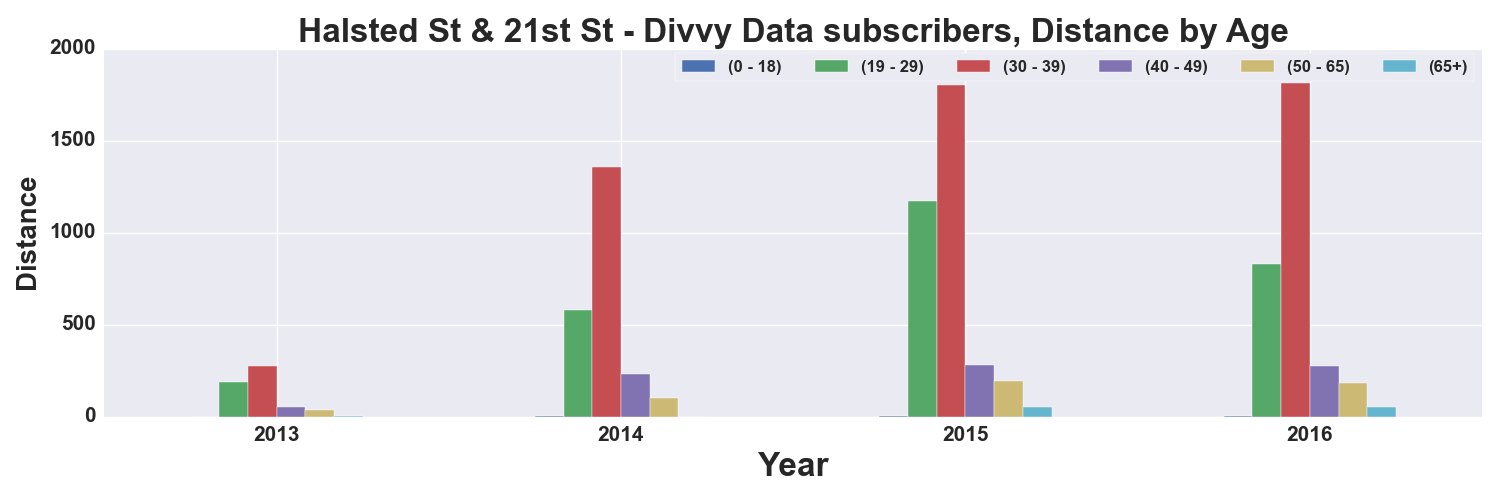 Halsted St & 21st St - Divvy Data subscribers, Distance by Age
(0 - 18) (19 - 29) (30 - 39) (40 - 49) (50 - 65) (65+)
2000
1500
1000
500
0
Distance
2013 2014 2015 2016
Year